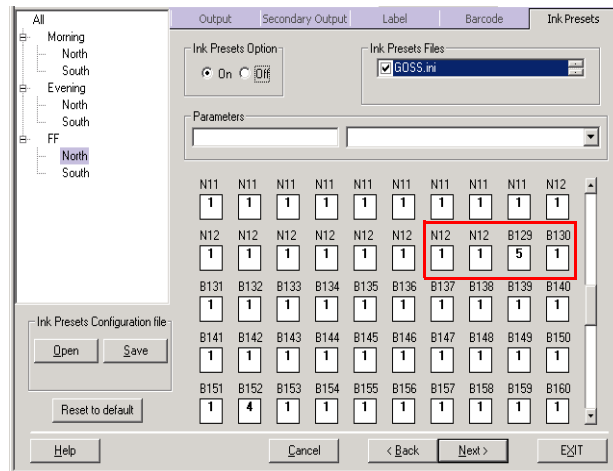 All
Morning
North
South
Evening
North
South
FF
North
South
Output Secondary Output Label Barcode Ink Presets
Ink Presets Option
On Off
Ink Presets Files
GOSS.ini
Parameters
N11 N11 N11 N11 N11 N11 N11 N11 N11 N12
1 1 1 1 1 1 1 1 1 1
N12 N12 N12 N12 N12 N12 N12 N12 B129 B130
1 1 1 1 1 1 1 1 5 1
B131 B132 B133 B134 B135 B136 B137 B138 B139 B140
1 1 1 1 1 1 1 1 1 1
B141 B142 B143 B144 B145 B146 B147 B148 B149 B150
1 1 1 1 1 1 1 1 1 1
B151 B152 B153 B154 B155 B156 B157 B158 B159 B160
1 4 1 1 1 1 1 1 1 1
Ink Presets Configuration file
Open Save
Reset to default
Help Cancel < Back Next > EXIT